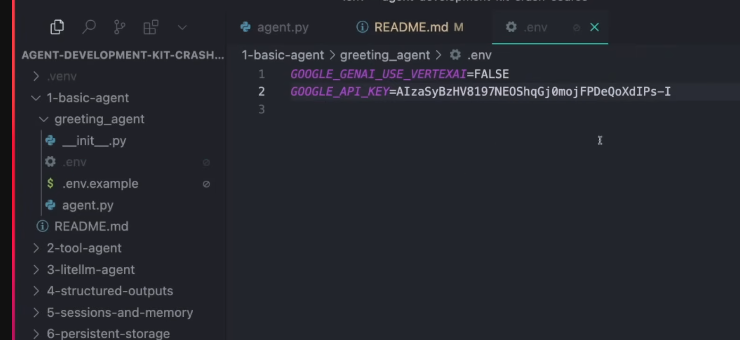 agent.py
README.md M
.env
AGENT-DEVELOPMENT-KIT-CRASH...
1-basic-agent > greeting_agent > .env
.venv
1 GOOGLE_GENAI_USE_VERTEXAI=FALSE
1-basic-agent
2 GOOGLE_API_KEY=AIzaSyBzHV8197NEOShqGj0mojFPDeQoXdIPs-I
3
greeting_agent
__init__.py
.env
$ .env.example
agent.py
README.md
2-tool-agent
3-litellm-agent
4-structured-outputs
5-sessions-and-memory
6-persistent-storage